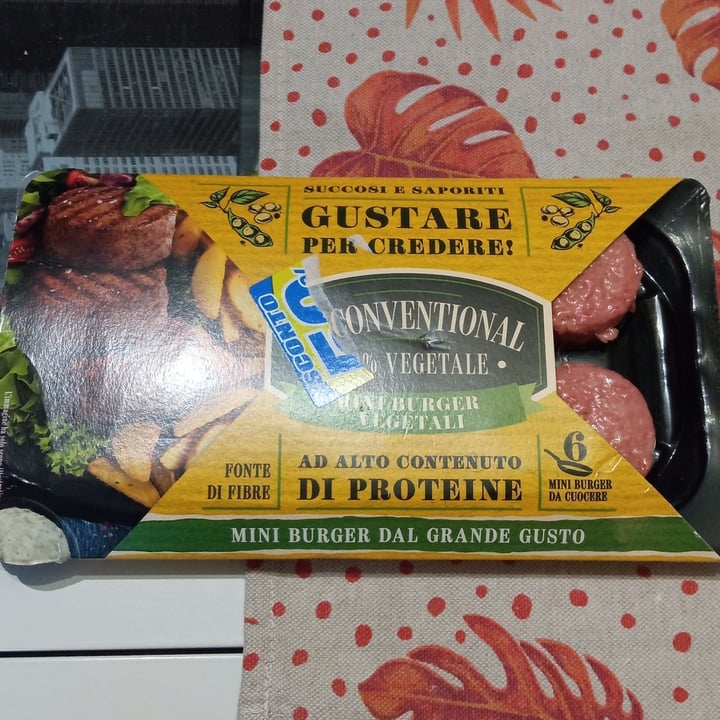 SUCCOSI E SAPORITI
GUSTARE
PER CREDERE!
SCONTO
CONVENTIONAL
% VEGETALE •
MINI BURGER
VEGETALI
FONTE
DI FIBRE
AD ALTO CONTENUTO
DI PROTEINE
6
MINI BURGER
DA CUOCERE
MINI BURGER DAL GRANDE GUSTO